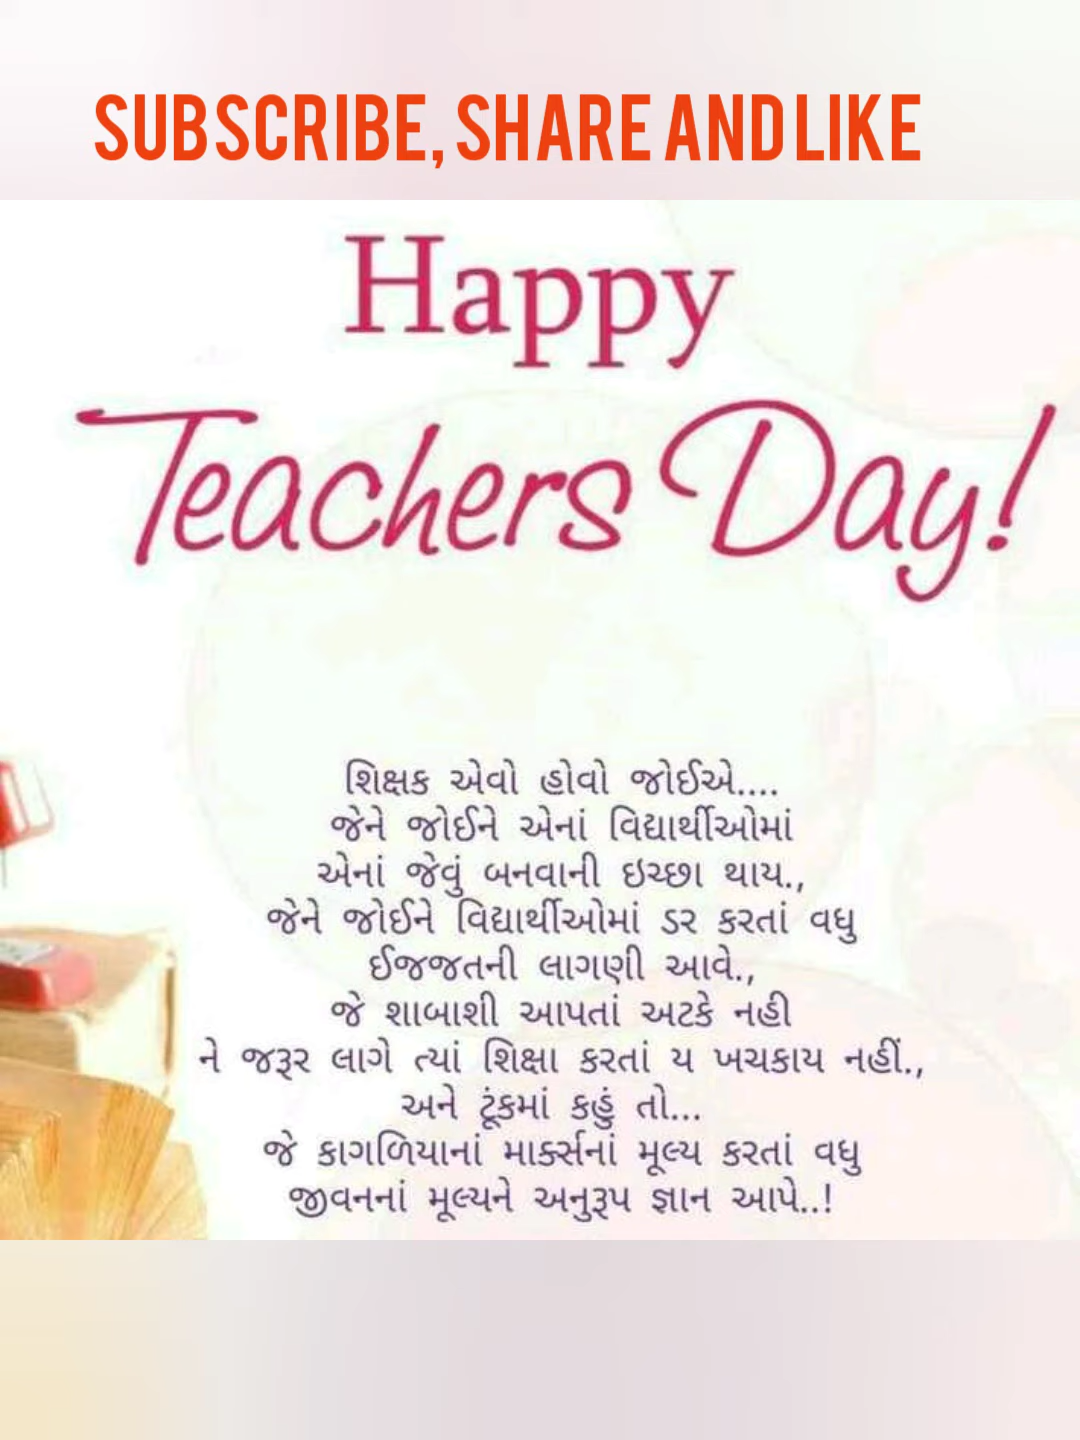 SUBSCRIBE, SHARE AND LIKE
Happy
Teachers Day!
શિક્ષક એવો હોવો જોઈએ....
જેને જોઈને એનાં વિદ્યાર્થીઓમાં
એનાં જેવું બનવાની ઇચ્છા થાય.,
જેને જોઈને વિદ્યાર્થીઓમાં ડર કરતાં વધુ
ઈજજતની લાગણી આવે.,
જે શાબાશી આપતાં અટકે નહી
ને જરૂર લાગે ત્યાં શિક્ષા કરતાં ય ખચકાય નહીં.,
અને ટૂંકમાં કહું તો...
જે કાગળિયાનાં માર્ક્સનાં મૂલ્ય કરતાં વધુ
જીવનનાં મૂલ્યને અનુરૂપ જ્ઞાન આપે..!